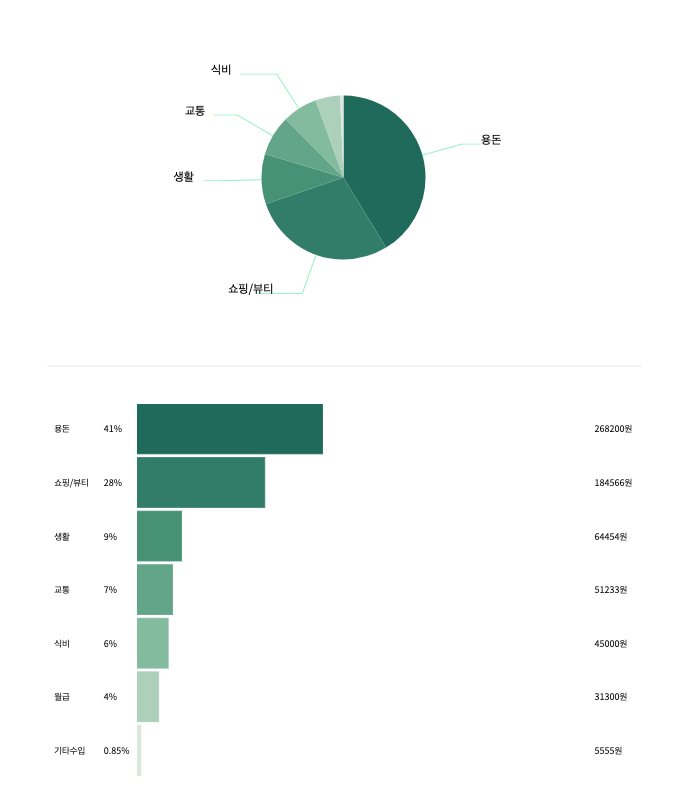 식비
교통
용돈
생활
쇼핑/뷰티
용돈 41% 268200원
쇼핑/뷰티 28% 184566원
생활 9% 64454원
교통 7% 51233원
식비 6% 45000원
월급 4% 31300원
기타수입 0.85% 5555원